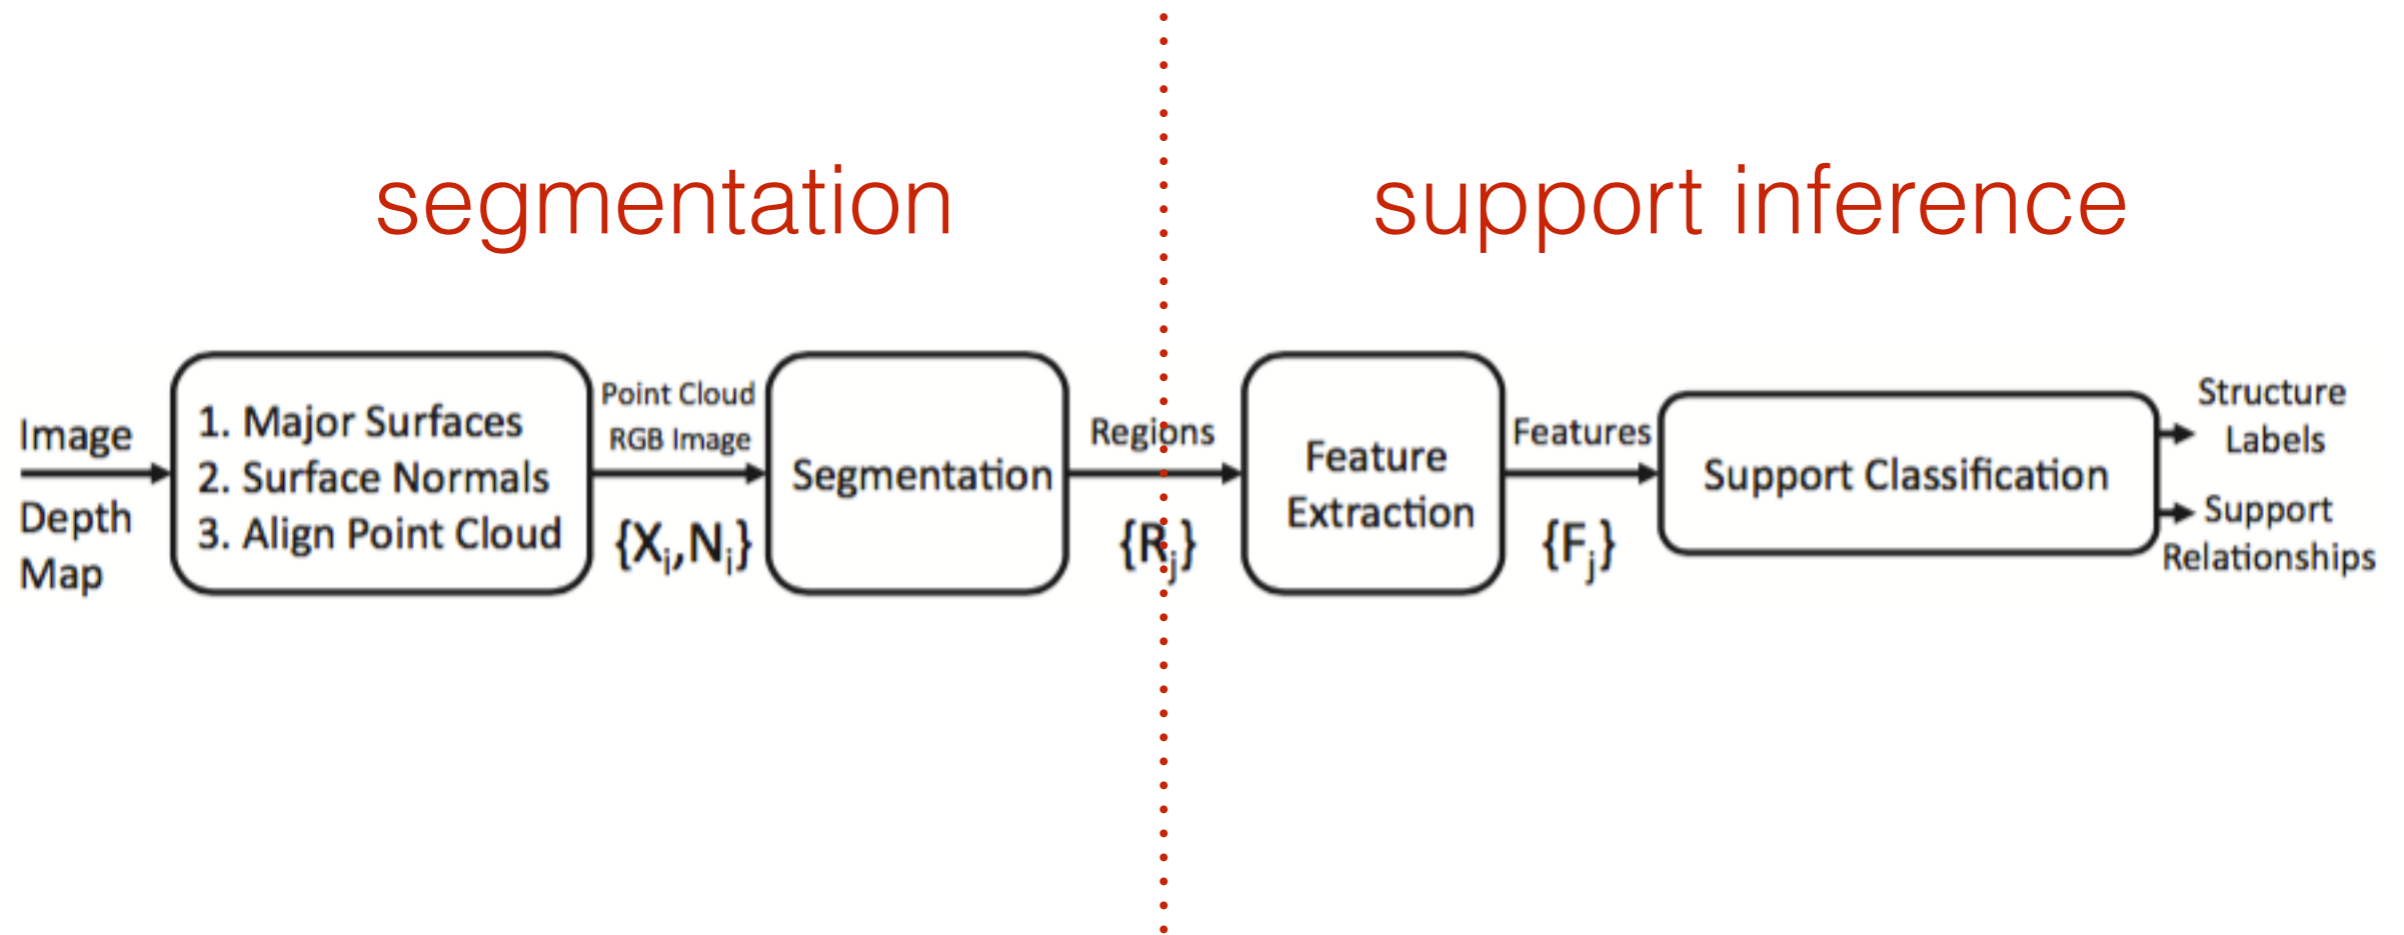 segmentation
support inference
Image
Depth
Map
1. Major Surfaces
2. Surface Normals
3. Align Point Cloud
Point Cloud
RGB Image
{Xi,Ni}
Segmentation
Regions
{Rj}
Feature
Extraction
Features
{Fj}
Support Classification
Structure
Labels
Support
Relationships